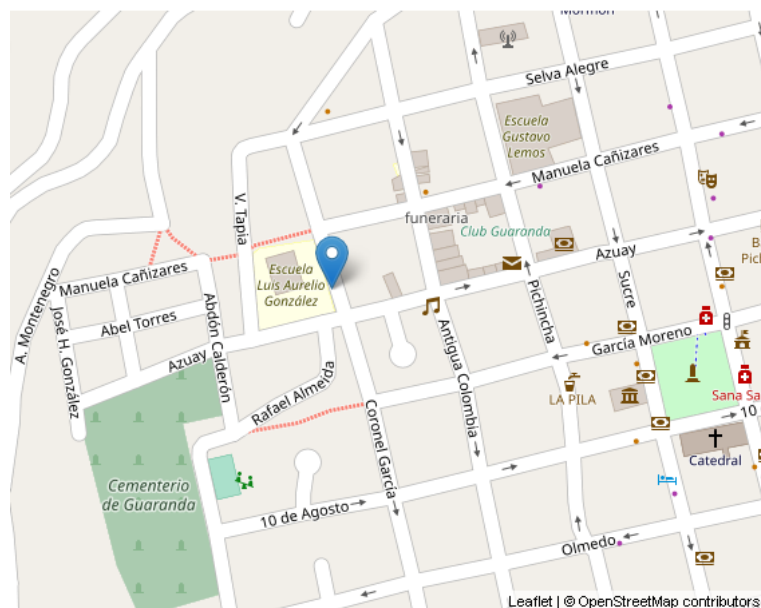 Mormón
Selva Alegre
Escuela
Gustavo
Lemos
Manuela Cañizares
V. Tapia
funeraria
Club Guaranda
Azuay
Escuela
Luis Aurelio
González
Manuela Cañizares
A. Montenegro
José H. González
Abel Torres
Abdón Calderón
Azuay
Pichincha
Sucre
B
Pich
García Moreno
Antigua Colombia
Rafael Almeida
LA PILA
Sana Sa
10
Coronel García
Catedral
Cementerio
de Guaranda
10 de Agosto
Olmedo
Leaflet | © OpenStreetMap contributors